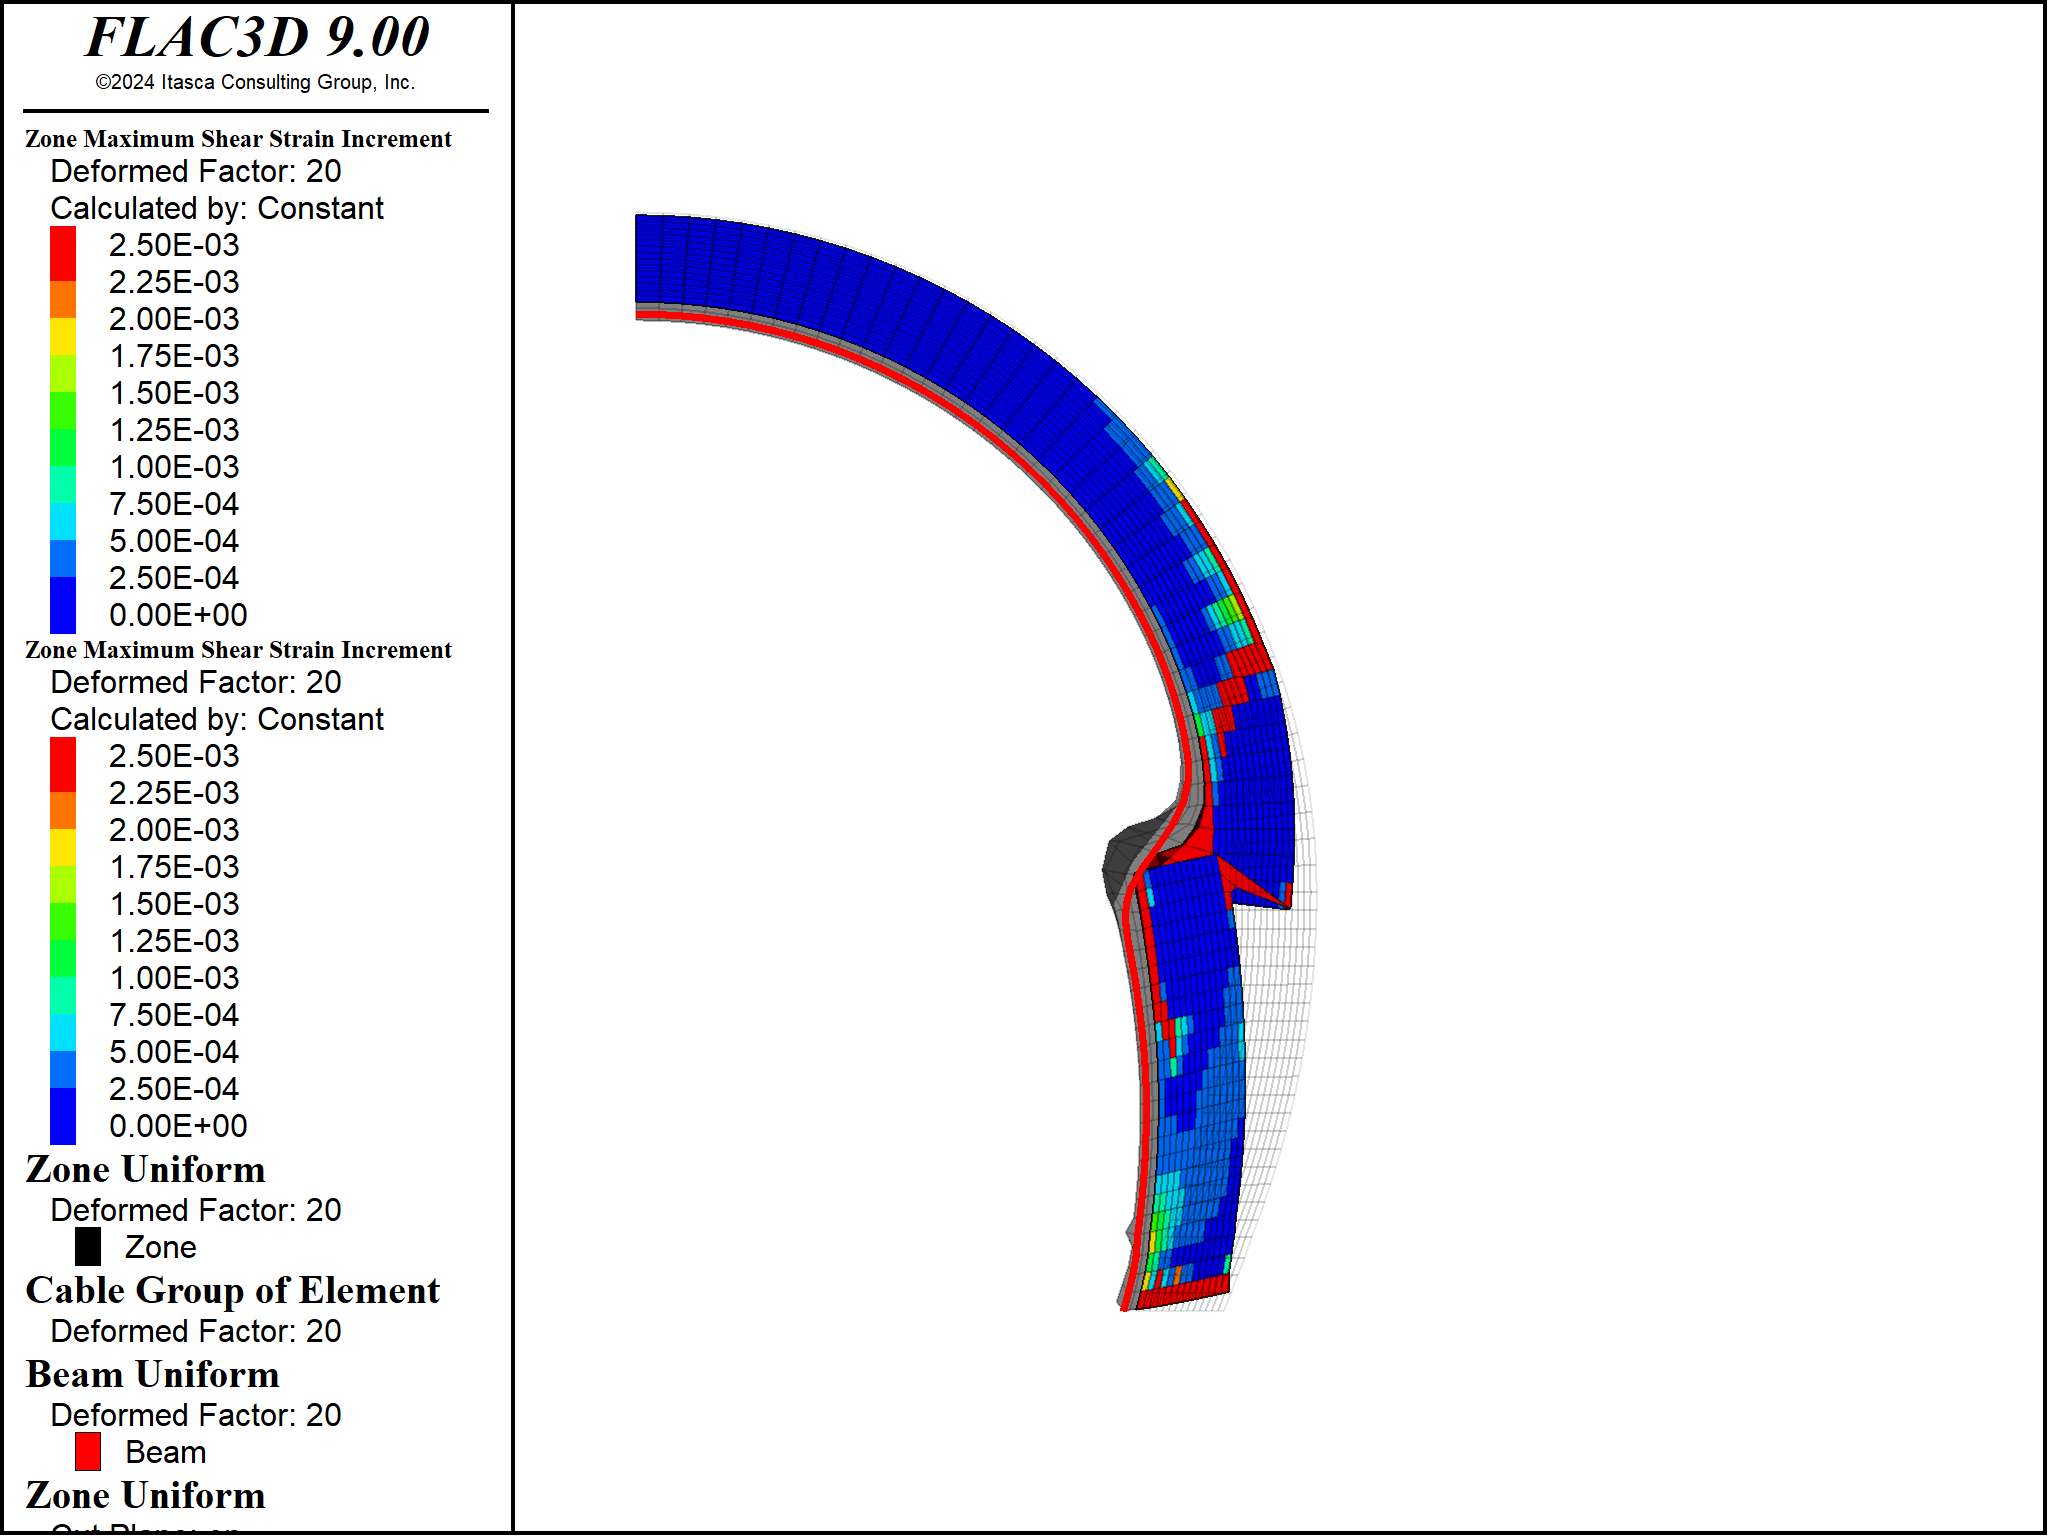 FLAC3D 9.00
©2024 Itasca Consulting Group, Inc.
Zone Maximum Shear Strain Increment
Deformed Factor: 20
Calculated by: Constant
2.50E-03
2.25E-03
2.00E-03
1.75E-03
1.50E-03
1.25E-03
1.00E-03
7.50E-04
5.00E-04
2.50E-04
0.00E+00
Zone Maximum Shear Strain Increment
Deformed Factor: 20
Calculated by: Constant
2.50E-03
2.25E-03
2.00E-03
1.75E-03
1.50E-03
1.25E-03
1.00E-03
7.50E-04
5.00E-04
2.50E-04
0.00E+00
Zone Uniform
Deformed Factor: 20
Zone
Cable Group of Element
Deformed Factor: 20
Beam Uniform
Deformed Factor: 20
Beam
Zone Uniform